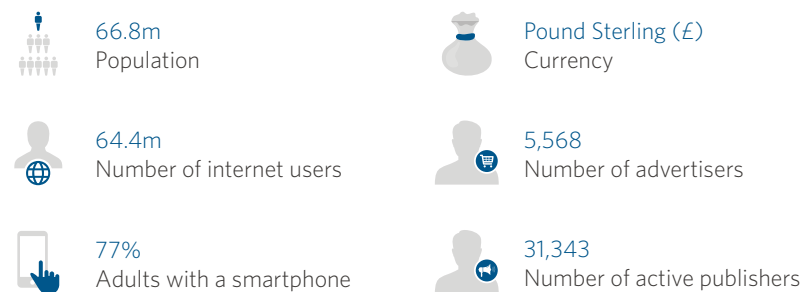 66.8m
Population
Pound Sterling (£)
Currency
64.4m
Number of internet users
5,568
Number of advertisers
77%
Adults with a smartphone
31,343
Number of active publishers